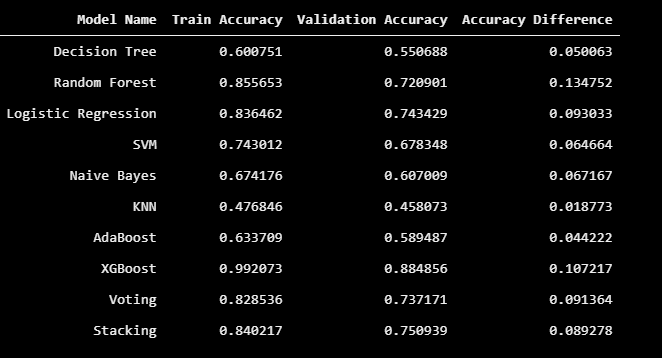 Model Name Train Accuracy Validation Accuracy Accuracy Difference
Decision Tree 0.600751 0.550688 0.050063
Random Forest 0.855653 0.720901 0.134752
Logistic Regression 0.836462 0.743429 0.093033
SVM 0.743012 0.678348 0.064664
Naive Bayes 0.674176 0.607009 0.067167
KNN 0.476846 0.458073 0.018773
AdaBoost 0.633709 0.589487 0.044222
XGBoost 0.992073 0.884856 0.107217
Voting 0.828536 0.737171 0.091364
Stacking 0.840217 0.750939 0.089278